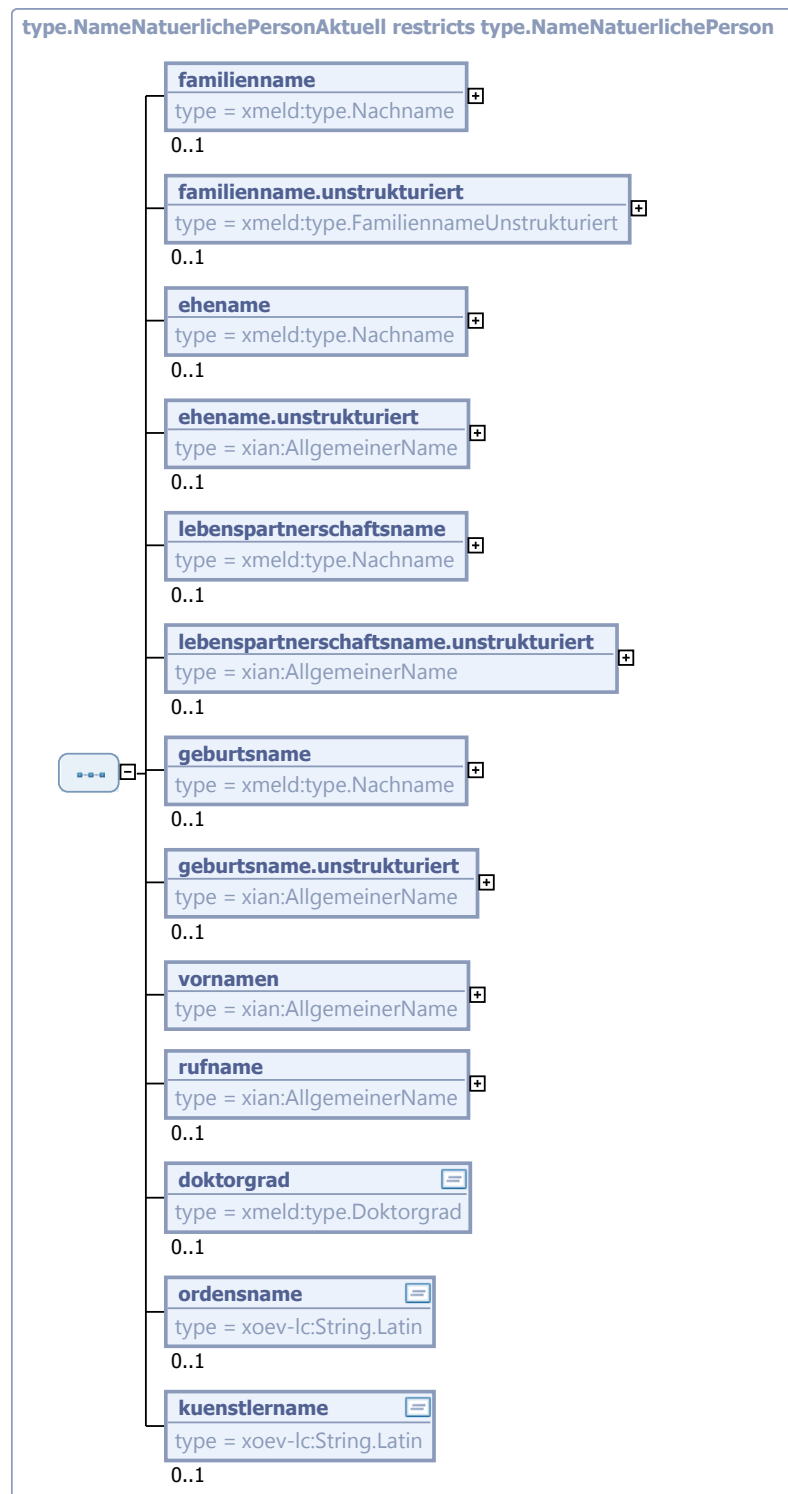 type.NameNatuerlichePersonAktuell restricts type.NameNatuerlichePerson
familienname
type = xmeld:type.Nachname
0..1
familienname.unstrukturiert
type = xmeld:type.FamiliennameUnstrukturiert
0..1
ehename
type = xmeld:type.Nachname
0..1
ehename.unstrukturiert
type = xian:AllgemeinerName
0..1
lebenspartnerschaftsname
type = xmeld:type.Nachname
0..1
lebenspartnerschaftsname.unstrukturiert
type = xian:AllgemeinerName
0..1
geburtsname
type = xmeld:type.Nachname
0..1
geburtsname.unstrukturiert
type = xian:AllgemeinerName
0..1
vornamen
type = xian:AllgemeinerName
rufname
type = xian:AllgemeinerName
0..1
doktorgrad
type = xmeld:type.Doktorgrad
0..1
ordensname
type = xoev-lc:String.Latin
0..1
kuenstlername
type = xoev-lc:String.Latin
0..1